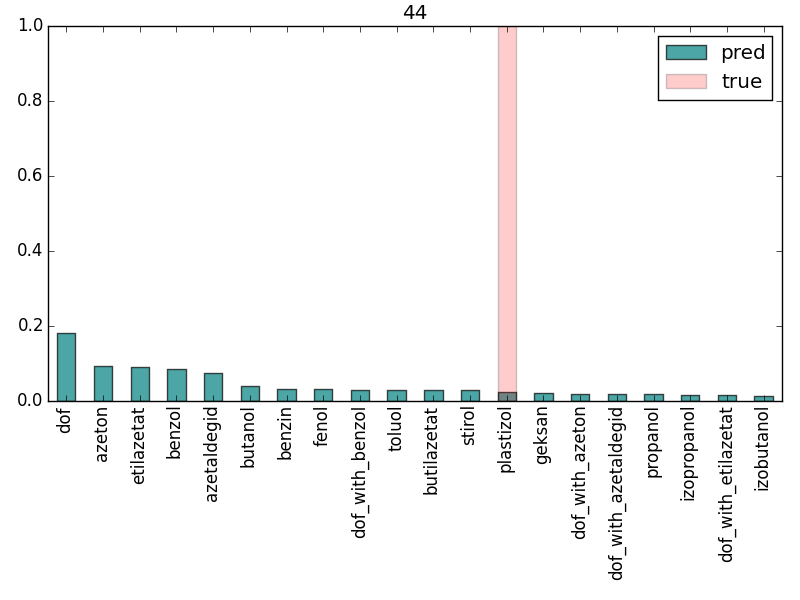 44
1.0
0.8
0.6
0.4
0.2
0.0
pred
true
dof
azeton
etilazetat
benzol
azetaldegid
butanol
benzin
fenol
dof_with_benzol
toluol
butilazetat
stirol
plastizol
geksan
dof_with_azeton
dof_with_azetaldegid
propanol
izopropanol
dof_with_etilazetat
izobutanol